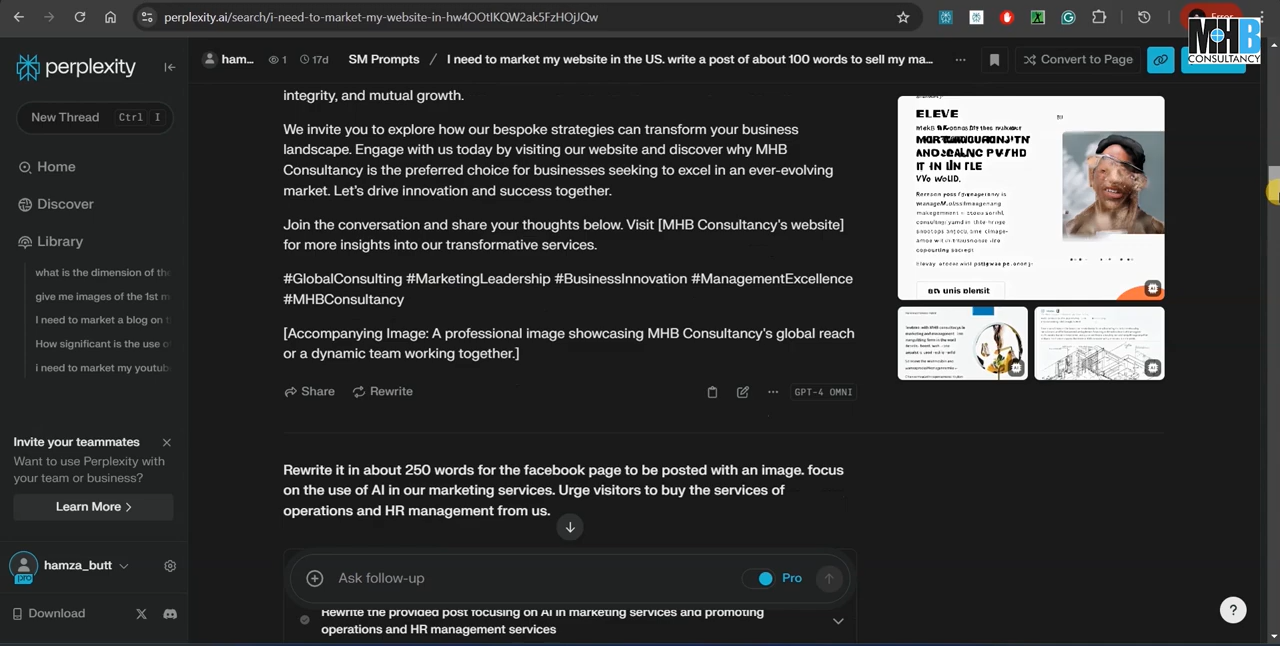 perplexity.ai/search/i-need-to-market-my-website-in-hw4OOtIKQW2ak5FzHOjJQw
Error
MHB
CONSULTANCY
perplexity
ham...
1
17d
SM Prompts / I need to market my website in the US. write a post of about 100 words to sell my ma...
Convert to Page
New Thread
Ctrl I
Home
Discover
Library
what is the dimension of the
give me images of the 1st m
I need to market a blog on
How significant is the use o
i need to market my youtub
Invite your teammates
Want to use Perplexity with
your team or business?
Learn More >
hamza_butt
pro
Download
integrity, and mutual growth.
We invite you to explore how our bespoke strategies can transform your business
landscape. Engage with us today by visiting our website and discover why MHB
Consultancy is the preferred choice for businesses seeking to excel in an ever-evolving
market. Let's drive innovation and success together.
in the conversation and share your thoughts below. Visit [MHB Consultancy's website]
for more insights into our transformative services.
#GlobalConsulting #MarketingLeadership #BusinessInnovation #ManagementExcellence
#MHBConsultancy
[Accompanying image: A professional image showcasing MHB Consultancy's global reach
or a dynamic team working together.]
Share
Rewrite
GPT-4 OMNI
Rewrite it in about 250 words for the facebook page to be posted with an image. focus
on the use of AI in our marketing services. Urge visitors to buy the services of
operations and HR management from us.
Ask follow-up
Pro
Rewrite the provided post focusing on AI in marketing services and promoting
operations and HR management services
ELEVE
?